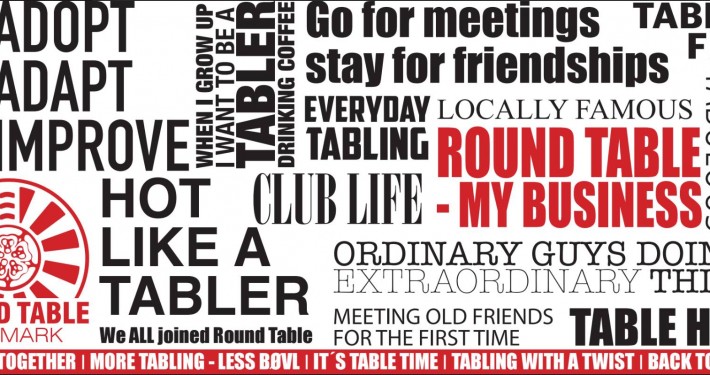 ADOPT
ADAPT
IMPROVE
WHEN I GROW UP
I WANT TO BE A
TABLER
DRINKING COFFEE
Go for meetings
stay for friendships
EVERYDAY
TABLING
LOCALLY FAMOUS
ROUND TABLE
- MY BUSINESS
CLUB LIFE
HOT
LIKE A
TABLER
We ALL joined Round Table
ORDINARY GUYS DOIN
EXTRAORDINARY THI
MEETING OLD FRIENDS
FOR THE FIRST TIME
TABLE H
TABL
F
D TABLE
MARK
TOGETHER | MORE TABLING - LESS BØVL | IT´S TABLE TIME | TABLING WITH A TWIST | BACK TO